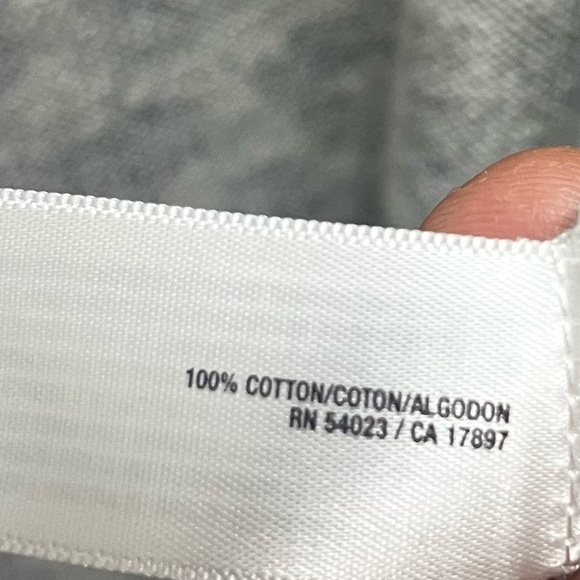 100% COTTON/COTON/ALGODON
RN 54023 / CA 17897